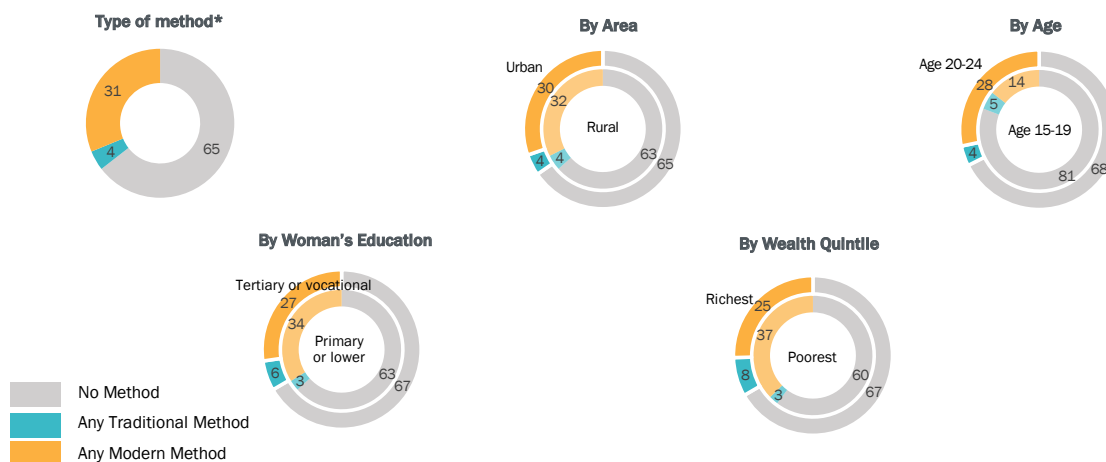 Type of method*
31
4
65
By Area
Urban
30
32
Rural
4
4
63
65
By Age
Age 20-24
28
14
5
Age 15-19
4
81
68
By Woman's Education
Tertiary or vocational
27
34
Primary
or lower
6
3
63
67
By Wealth Quintile
Richest
25
37
Poorest
8
3
60
67
No Method
Any Traditional Method
Any Modern Method